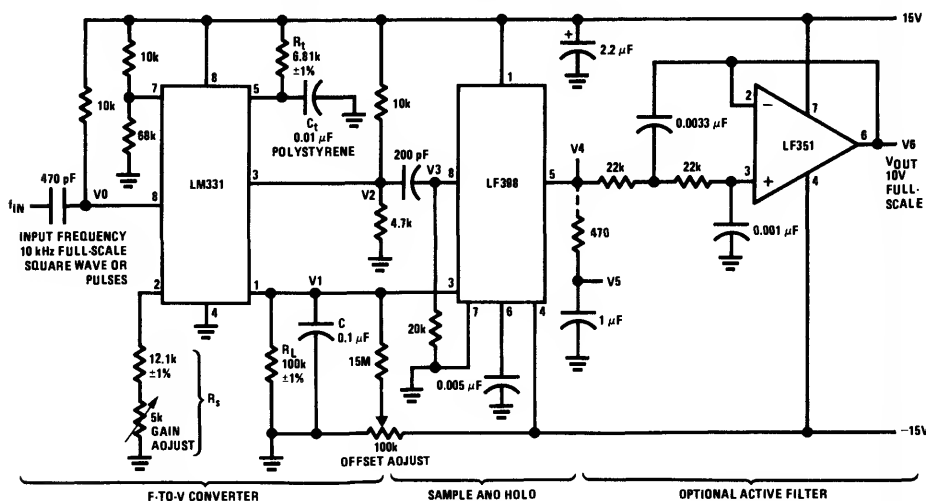 15V
10k
10k
7
68k
470 pF
V0
fIN
8
INPUT FREQUENCY
10 kHz FULL-SCALE
SQUARE WAVE OR
PULSES
2
12.1k
±1%
Rs
5k
GAIN
ADJUST
8
LM331
5
3
1
4
Rt
6.81k
±1%
Ct
0.01 µF
POLYSTYRENE
10k
V2
4.7k
200 pF
V3
V1
C
0.1 µF
RL
100k
±1%
15M
100k
OFFSET ADJUST
20k
1
8
LF398
5
3
7
6
4
0.005 µF
+
2.2 µF
V4
470
V5
1 µF
22k
0.0033 µF
22k
0.001 µF
2
−
7
LF351
6
3
+
4
V6
VOUT
10V
FULL-
SCALE
−15V
F-TO-V CONVERTER
SAMPLE ANO HOLO
OPTIONAL ACTIVE FILTER